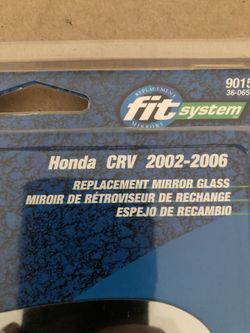 9015
36-065
REPLACEMENT
fit system
MIRRORS
Honda CRV 2002-2006
REPLACEMENT MIRROR GLASS
MIROIR DE RÉTROVISEUR DE RECHANGE
ESPEJO DE RECAMBIO